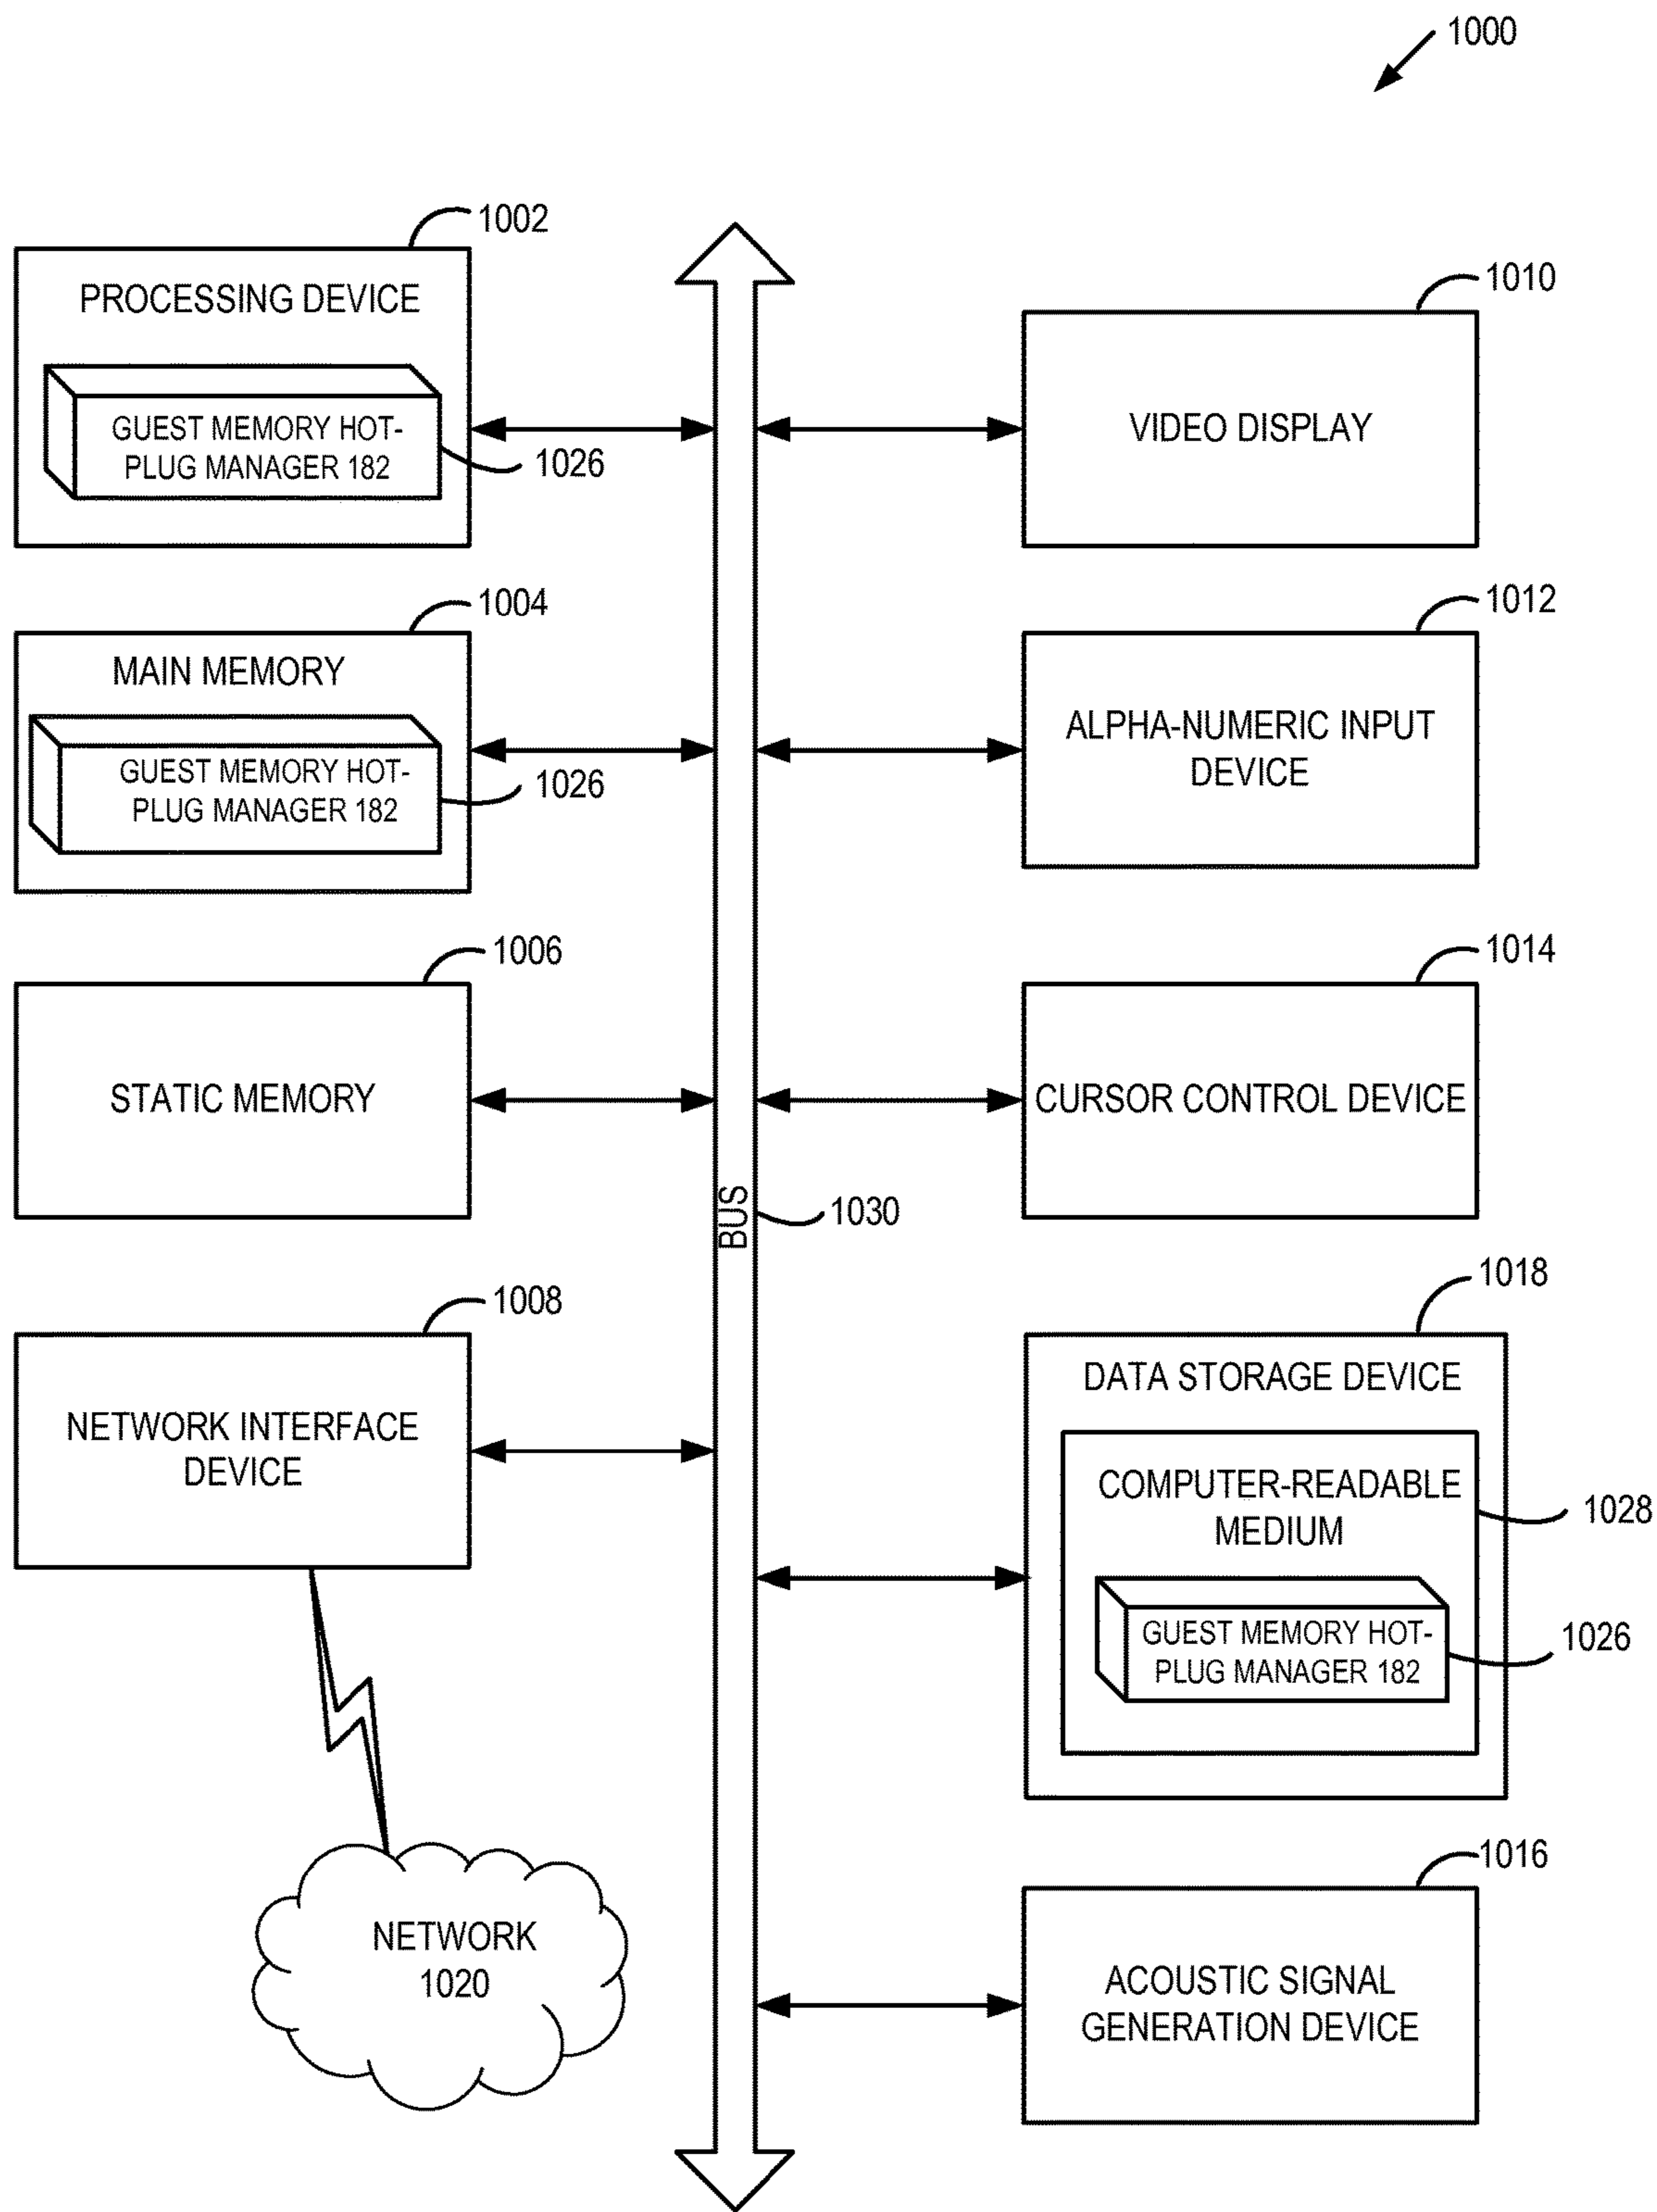 1000
1002
PROCESSING DEVICE
GUEST MEMORY HOT-
PLUG MANAGER 182
1026
1004
MAIN MEMORY
GUEST MEMORY HOT-
PLUG MANAGER 182
1026
1006
STATIC MEMORY
1008
NETWORK INTERFACE
DEVICE
NETWORK
1020
BUS
1030
1010
VIDEO DISPLAY
1012
ALPHA-NUMERIC INPUT
DEVICE
1014
CURSOR CONTROL DEVICE
1018
DATA STORAGE DEVICE
COMPUTER-READABLE
MEDIUM
1028
GUEST MEMORY HOT-
PLUG MANAGER 182
1026
1016
ACOUSTIC SIGNAL
GENERATION DEVICE